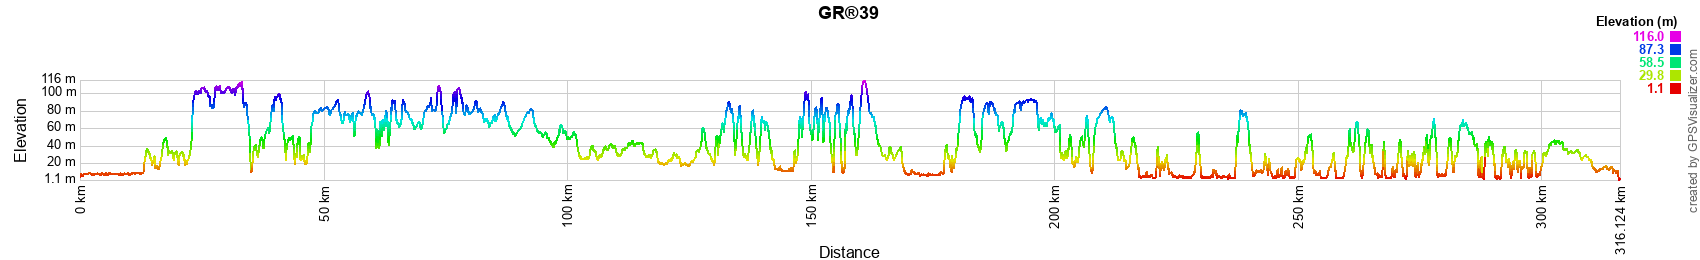 GR®39
Elevation (m)
116.0
87.3
58.5
29.8
1.1
116 m
100 m
80 m
60 m
40 m
20 m
1.1 m
Elevation
0 km
50 km
100 km
150 km
200 km
250 km
300 km
316.124 km
Distance
created by GPSVisualizer.com